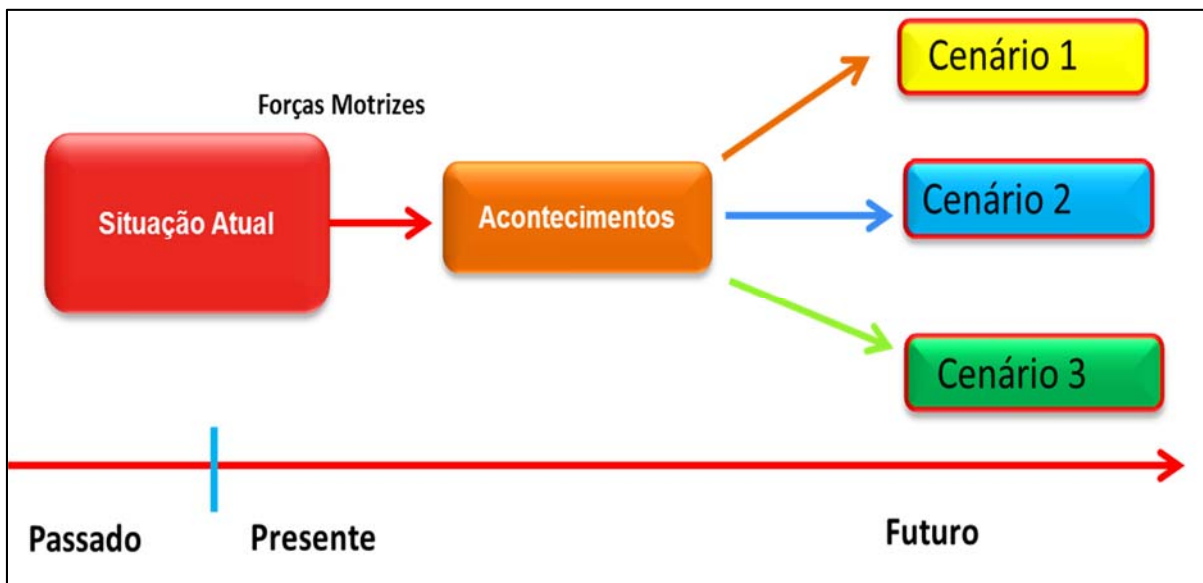 Cenário 1
Forças Motrizes
Situação Atual
Acontecimentos
Cenário 2
Cenário 3
Passado
Presente
Futuro